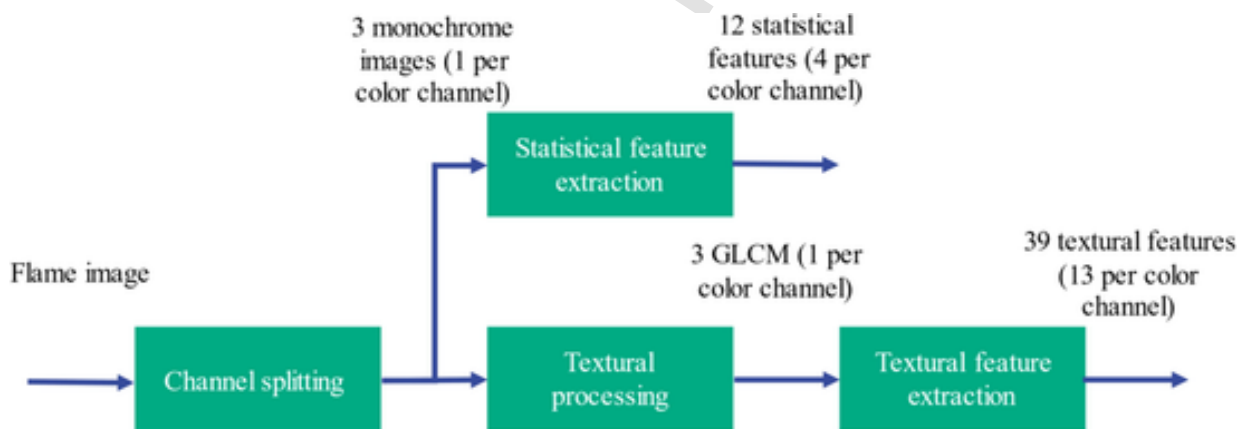 3 monochrome
images (1 per
color channel)
12 statistical
features (4 per
color channel)
Statistical feature
extraction
Flame image
3 GLCM (1 per
color channel)
39 textural features
(13 per color
channel)
Channel splitting
Textural
processing
Textural feature
extraction